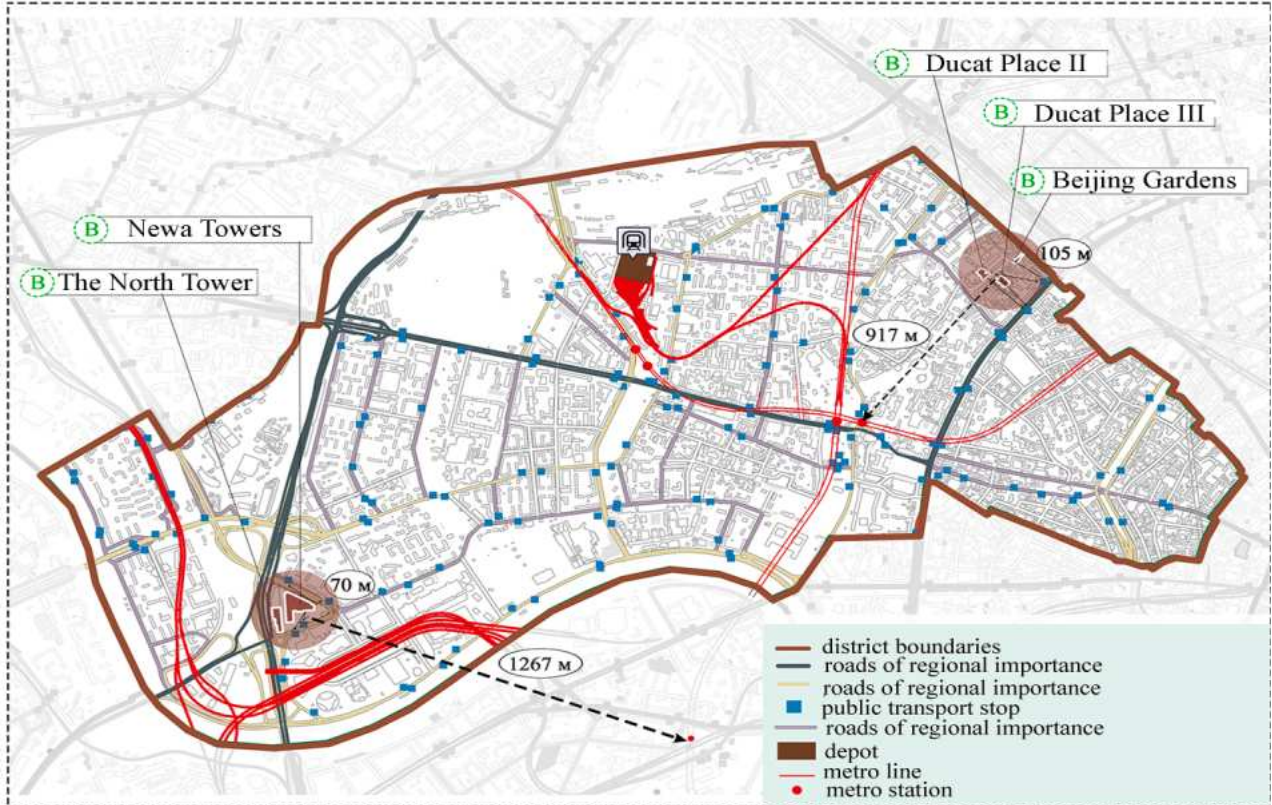 B Ducat Place II
B Ducat Place III
B Beijing Gardens
105 м
B Newa Towers
B The North Tower
917 м
70 м
1267 м
district boundaries
roads of regional importance
roads of regional importance
public transport stop
roads of regional importance
depot
metro line
metro station